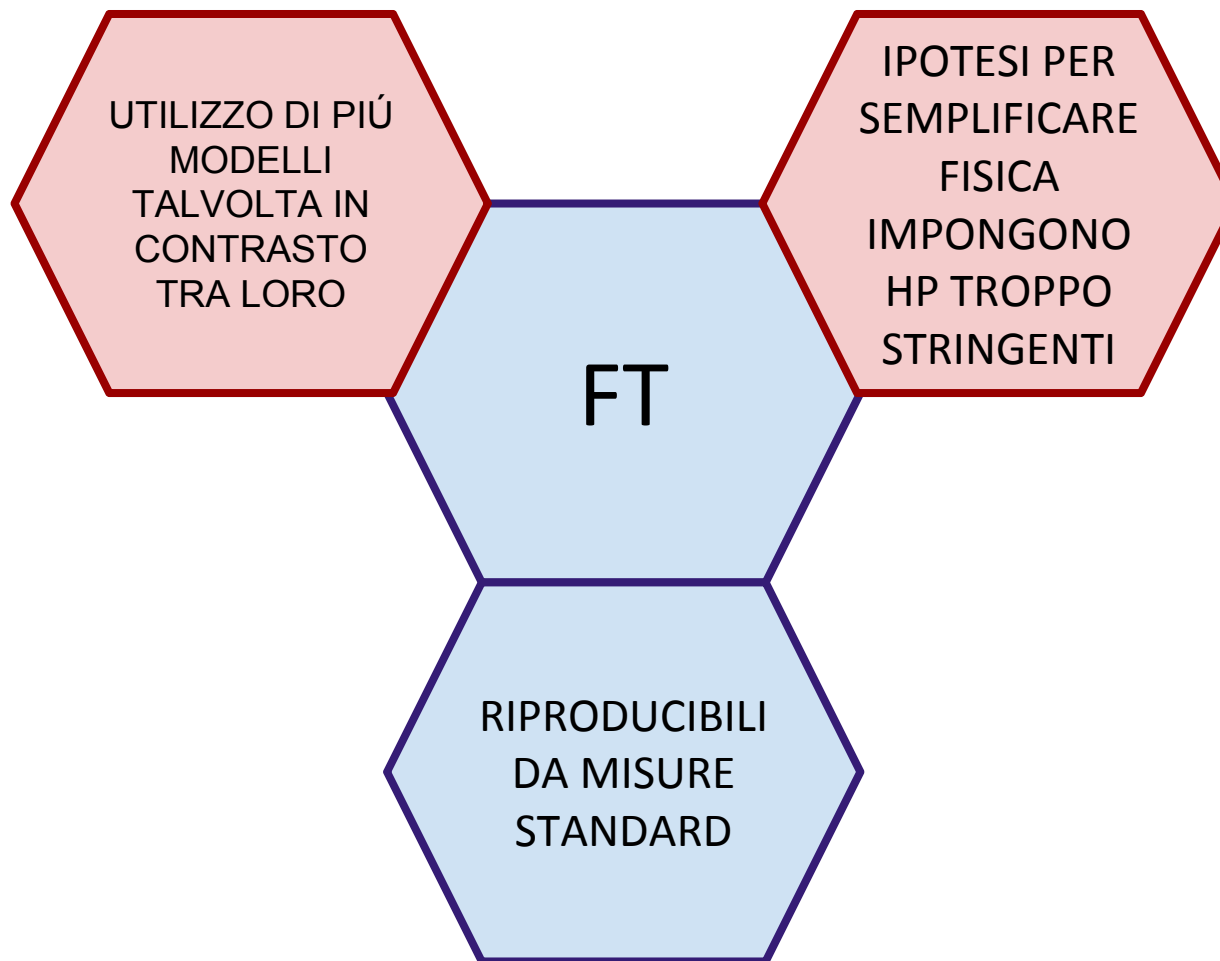 UTILIZZO DI PIÚ
MODELLI
TALVOLTA IN
CONTRASTO
TRA LORO
IPOTESI PER
SEMPLIFICARE
FISICA
IMPONGONO
HP TROPPO
STRINGENTI
FT
RIPRODUCIBILI
DA MISURE
STANDARD